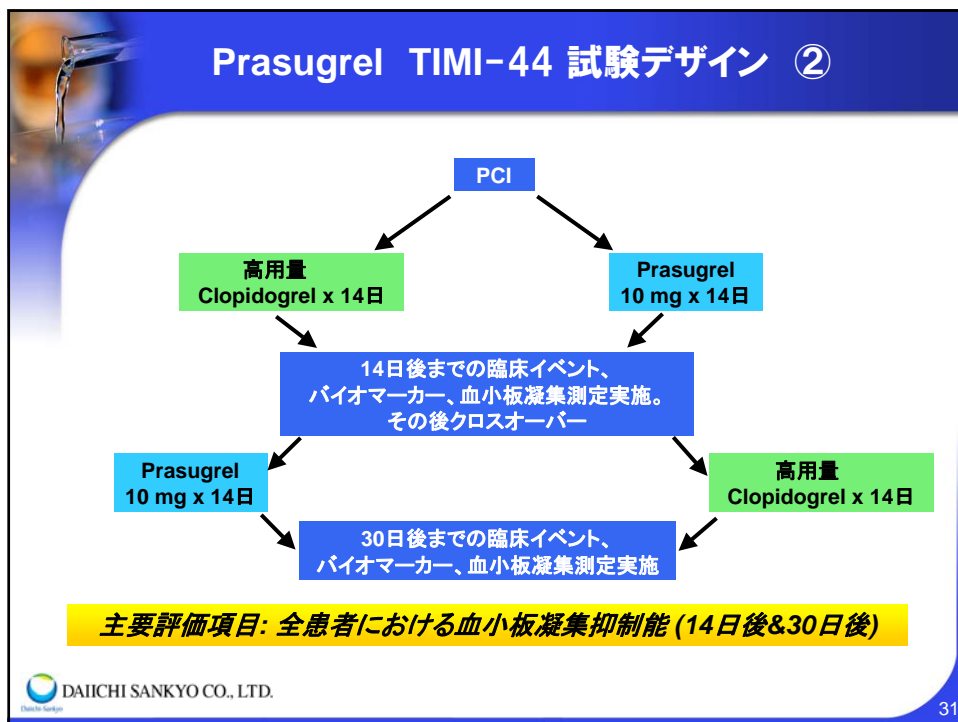 Prasugrel TIMI-44 試験デザイン ②
PCI
高用量
Clopidogrel x 14日
Prasugrel
10 mg x 14日
14日後までの臨床イベント、
バイオマーカー、血小板凝集測定実施。
その後クロスオーバー
Prasugrel
10 mg x 14日
高用量
Clopidogrel x 14日
30日後までの臨床イベント、
バイオマーカー、血小板凝集測定実施
主要評価項目: 全患者における血小板凝集抑制能 (14日後&30日後)
DAIICHI SANKYO CO., LTD.
Daiichi-Sankyo
31